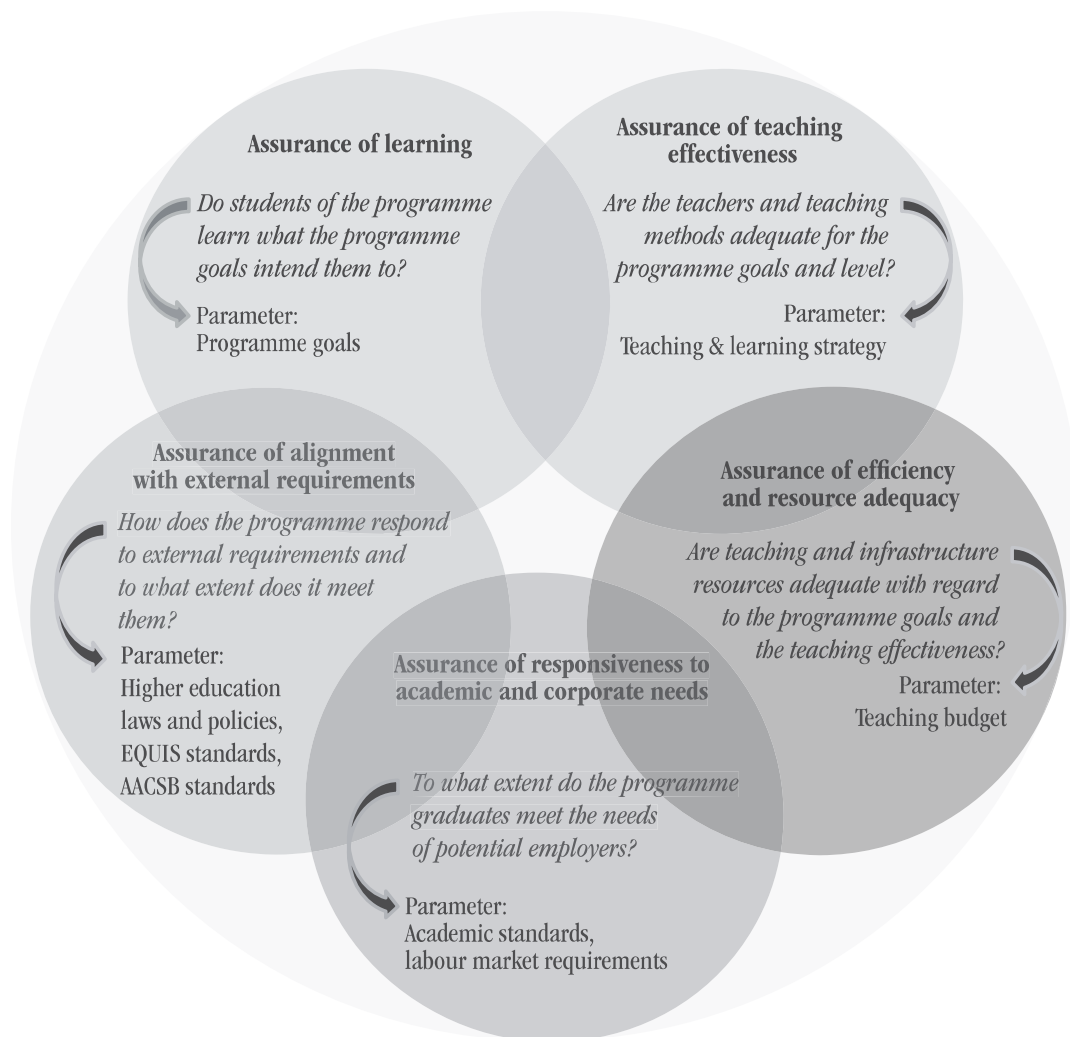 Assurance of learning
Do students of the programme
learn what the programme
goals intend them to?
Parameter:
Programme goals
Assurance of teaching
effectiveness
Are the teachers and teaching
methods adequate for the
programme goals and level?
Parameter:
Teaching & learning strategy
Assurance of alignment
with external requirements
How does the programme respond
to external requirements and
to what extent does it meet
them?
Parameter:
Higher education
laws and policies,
EQUIS standards,
AACSB standards
Assurance of efficiency
and resource adequacy
Are teaching and infrastructure
resources adequate with regard
to the programme goals and
the teaching effectiveness?
Parameter:
Teaching budget
Assurance of responsiveness to
academic and corporate needs
To what extent do the programme
graduates meet the needs
of potential employers?
Parameter:
Academic standards,
labour market requirements